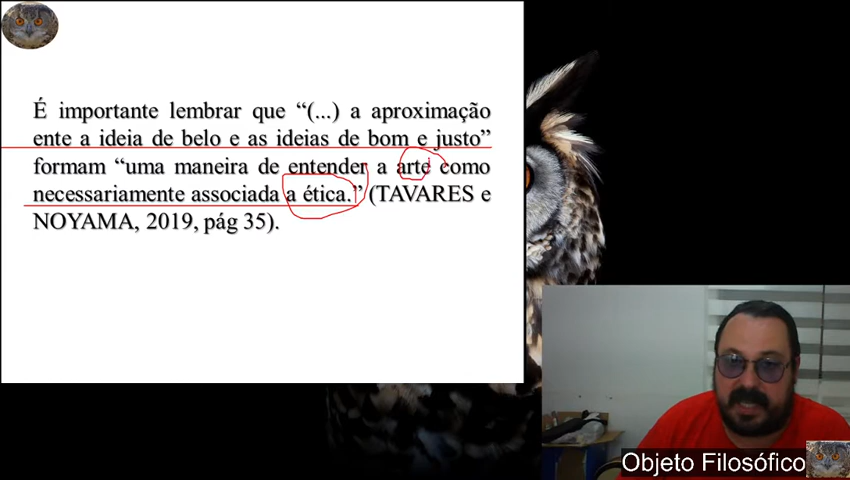 É importante lembrar que “(...) a aproximação
ente a ideia de belo e as ideias de bom e justo”
formam “uma maneira de entender a arte como
necessariamente associada a ética.” (TAVARES e
NOYAMA, 2019, pág 35).
Objeto Filosófico